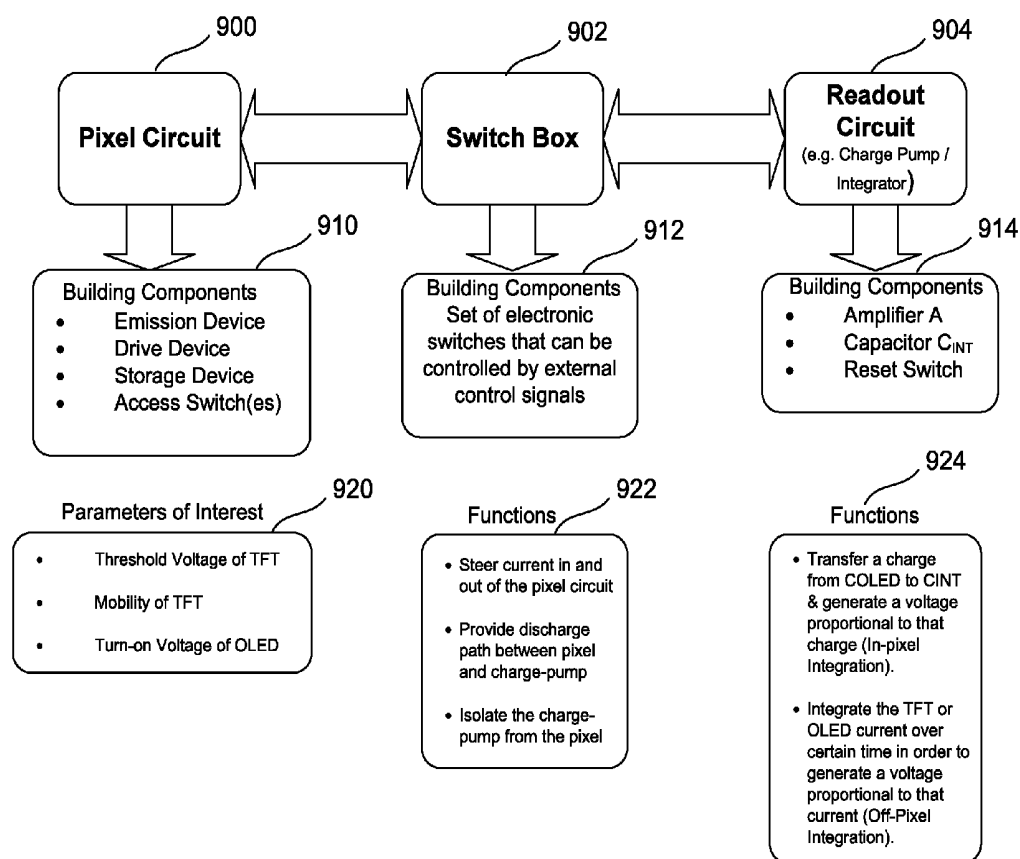 900
902
904
Pixel Circuit
Switch Box
Readout
Circuit
(e.g. Charge Pump /
Integrator)
910
912
914
Building Components
• Emission Device
• Drive Device
• Storage Device
• Access Switch(es)
Building Components
Set of electronic
switches that can be
controlled by external
control signals
Building Components
• Amplifier A
• Capacitor CINT
• Reset Switch
920
922
924
Parameters of Interest
• Threshold Voltage of TFT
• Mobility of TFT
• Turn-on Voltage of OLED
Functions
• Steer current in and
out of the pixel circuit
• Provide discharge
path between pixel
and charge-pump
• Isolate the charge-
pump from the pixel
Functions
• Transfer a charge
from COLED to CINT
& generate a voltage
proportional to that
charge (In-pixel
Integration).
• Integrate the TFT or
OLED current over
certain time in order to
generate a voltage
proportional to that
current (Off-Pixel
Integration).